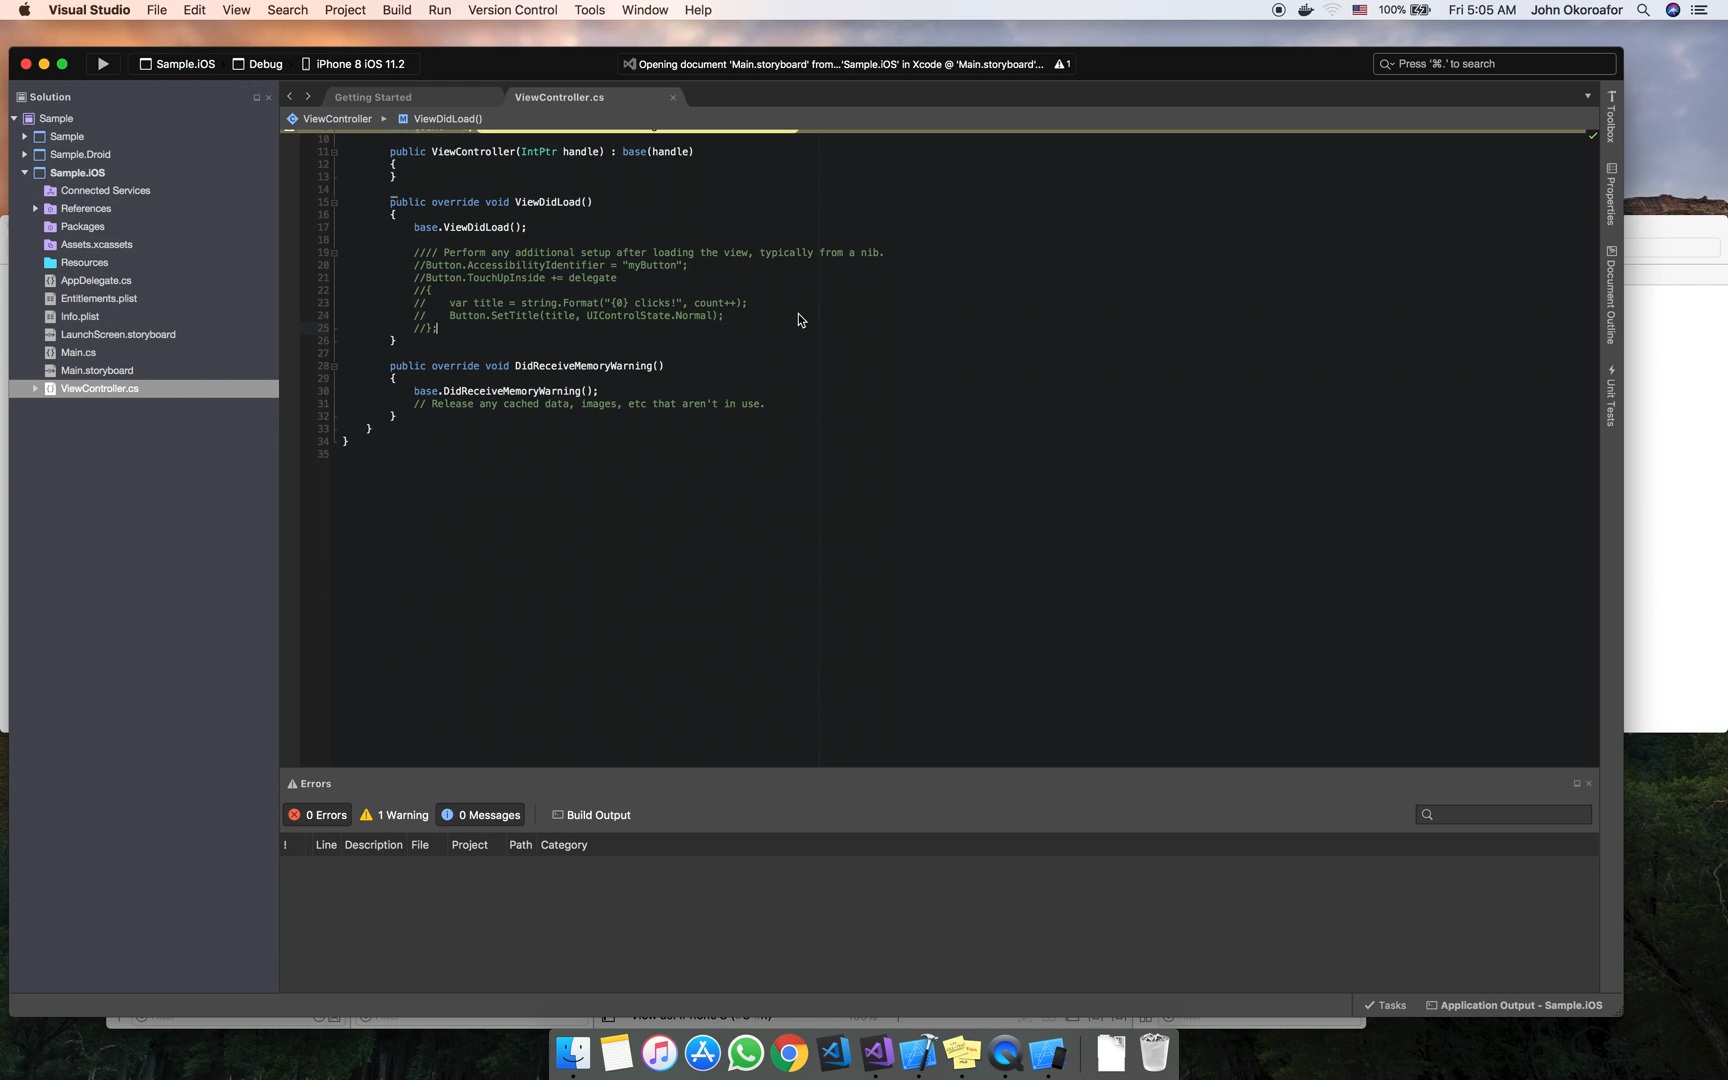 Visual Studio File Edit View Search Project Build Run Version Control Tools Window Help 100% Fri 5:05 AM John Okoroafor
Sample.iOS Debug iPhone 8 iOS 11.2 Opening document 'Main.storyboard' from...'Sample.iOS' in Xcode @ 'Main.storyboard'... 1 Press '⌘.' to search
Solution
Sample
Sample
Sample.Droid
Sample.iOS
Connected Services
References
Packages
Assets.xcassets
Resources
AppDelegate.cs
Entitlements.plist
Info.plist
LaunchScreen.storyboard
Main.cs
Main.storyboard
ViewController.cs
Getting Started ViewController.cs
ViewController ViewDidLoad()
10
11 public ViewController(IntPtr handle) : base(handle)
12 {
13 }
14
15 public override void ViewDidLoad()
16 {
17 base.ViewDidLoad();
18
19 //// Perform any additional setup after loading the view, typically from a nib.
20 //Button.AccessibilityIdentifier = "myButton";
21 //Button.TouchUpInside += delegate
22 //{
23 // var title = string.Format("{0} clicks!", count++);
24 // Button.SetTitle(title, UIControlState.Normal);
25 //};
26 }
27
28 public override void DidReceiveMemoryWarning()
29 {
30 base.DidReceiveMemoryWarning();
31 // Release any cached data, images, etc that aren't in use.
32 }
33 }
34 }
35
Toolbox
Properties
Document Outline
Unit Tests
Errors
0 Errors 1 Warning 0 Messages Build Output
! Line Description File Project Path Category
Tasks Application Output - Sample.iOS